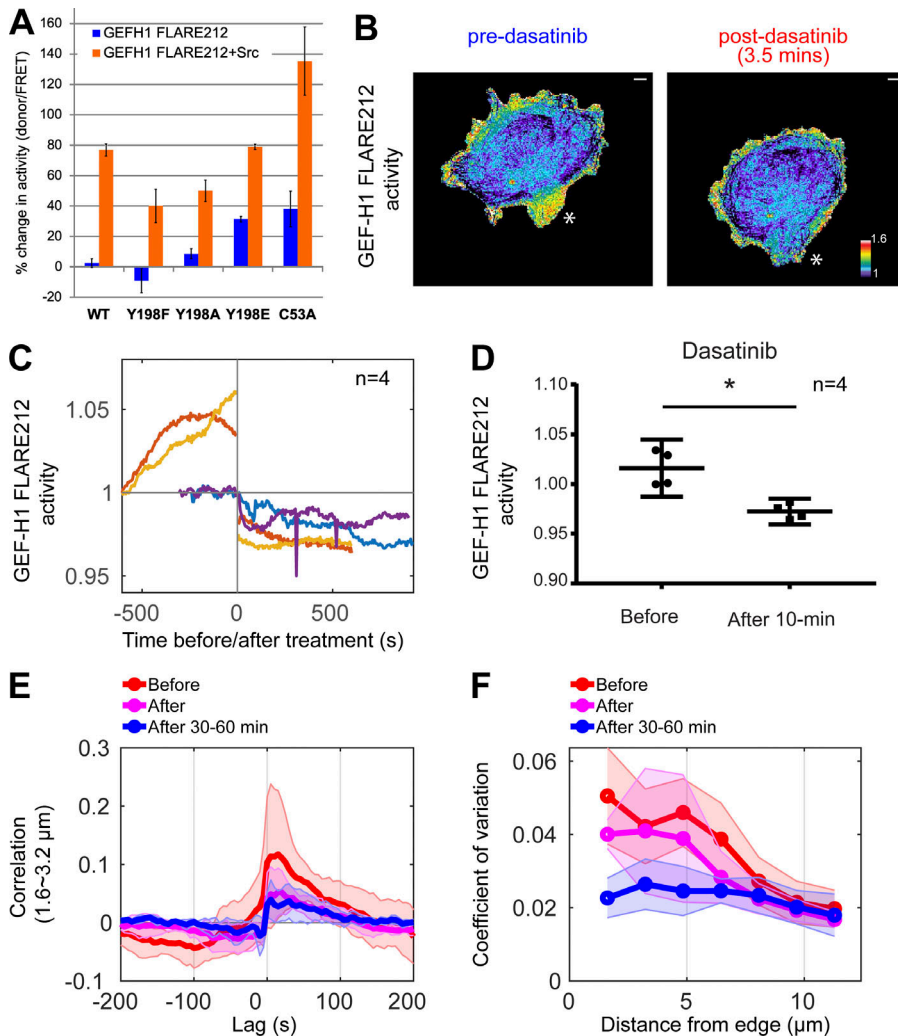 A
160
140
120
100
80
60
40
20
0
-20
% change in activity (donor/FRET)
GEFH1 FLARE212
GEFH1 FLARE212+Src
WT Y198F Y198A Y198E C53A
B
pre-dasatinib
post-dasatinib
(3.5 mins)
GEF-H1 FLARE212
activity
*
*
1.6
1
C
n=4
1.05
1
0.95
GEF-H1 FLARE212
activity
-500 0 500
Time before/after treatment (s)
D
Dasatinib
*
n=4
1.10
1.05
1.00
0.95
0.90
GEF-H1 FLARE212
activity
Before After 10-min
E
Before
After
After 30-60 min
0.3
0.2
0.1
0
-0.1
Correlation
(1.6~3.2 µm)
-200 -100 0 100 200
Lag (s)
F
Before
After
After 30-60 min
0.06
0.04
0.02
0
Coefficient of variation
0 5 10
Distance from edge (µm)